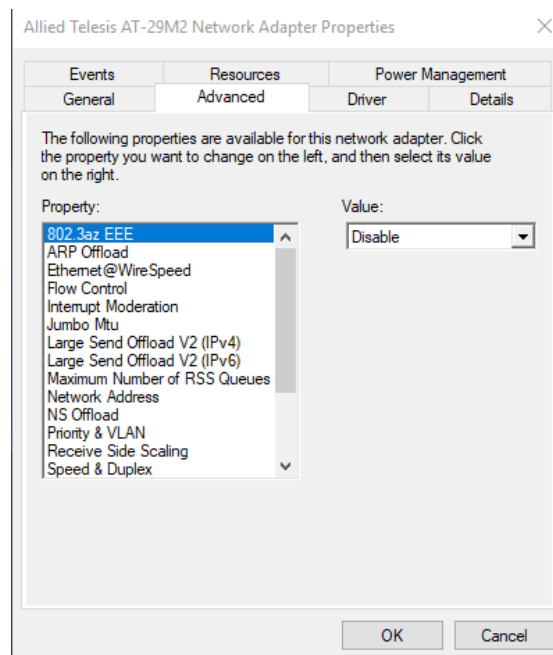 Allied Telesis AT-29M2 Network Adapter Properties
Events Resources Power Management
General Advanced Driver Details
The following properties are available for this network adapter. Click
the property you want to change on the left, and then select its value
on the right.
Property: Value:
802.3az EEE Disable
ARP Offload
Ethernet@WireSpeed
Flow Control
Interrupt Moderation
Jumbo Mtu
Large Send Offload V2 (IPv4)
Large Send Offload V2 (IPv6)
Maximum Number of RSS Queues
Network Address
NS Offload
Priority & VLAN
Receive Side Scaling
Speed & Duplex
OK Cancel